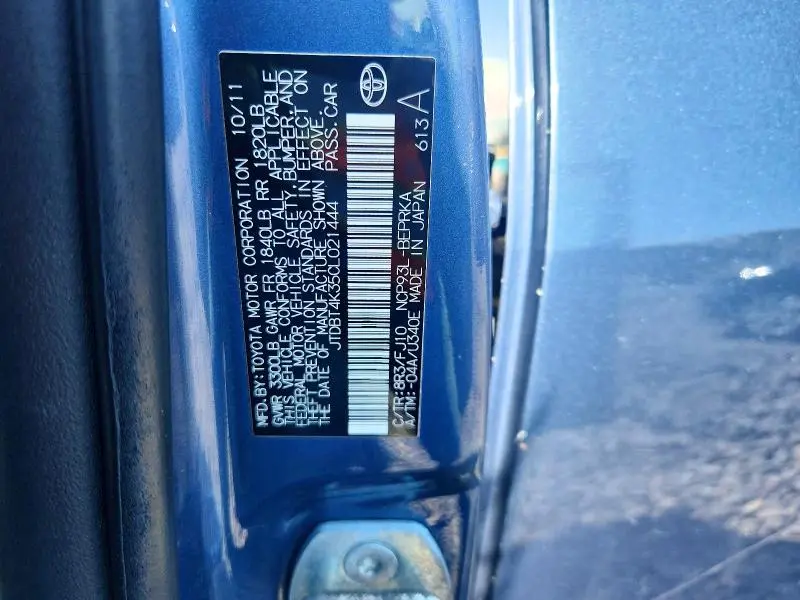 MFD.BY:TOYOTA MOTOR CORPORATION 10/11
GVWR 3300LB GAWR FR 1840LB RR 1820LB
THIS VEHICLE CONFORMS TO ALL APPLICABLE
FEDERAL MOTOR VEHICLE SAFETY, BUMPER, AND
THEFT PREVENTION STANDARDS IN EFFECT ON
THE DATE OF MANUFACTURE SHOWN ABOVE.
JTDBT4K35CL021444 PASS.CAR
C/TR:8R3/FJ10 NCP93L-BEPRKA
A/TM:-04A/U340E MADE IN JAPAN 613 A